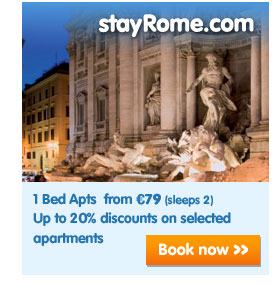 stayRome.com
1 Bed Apts from €79 (sleeps 2)
Up to 20% discounts on selected
apartments
Book now >>